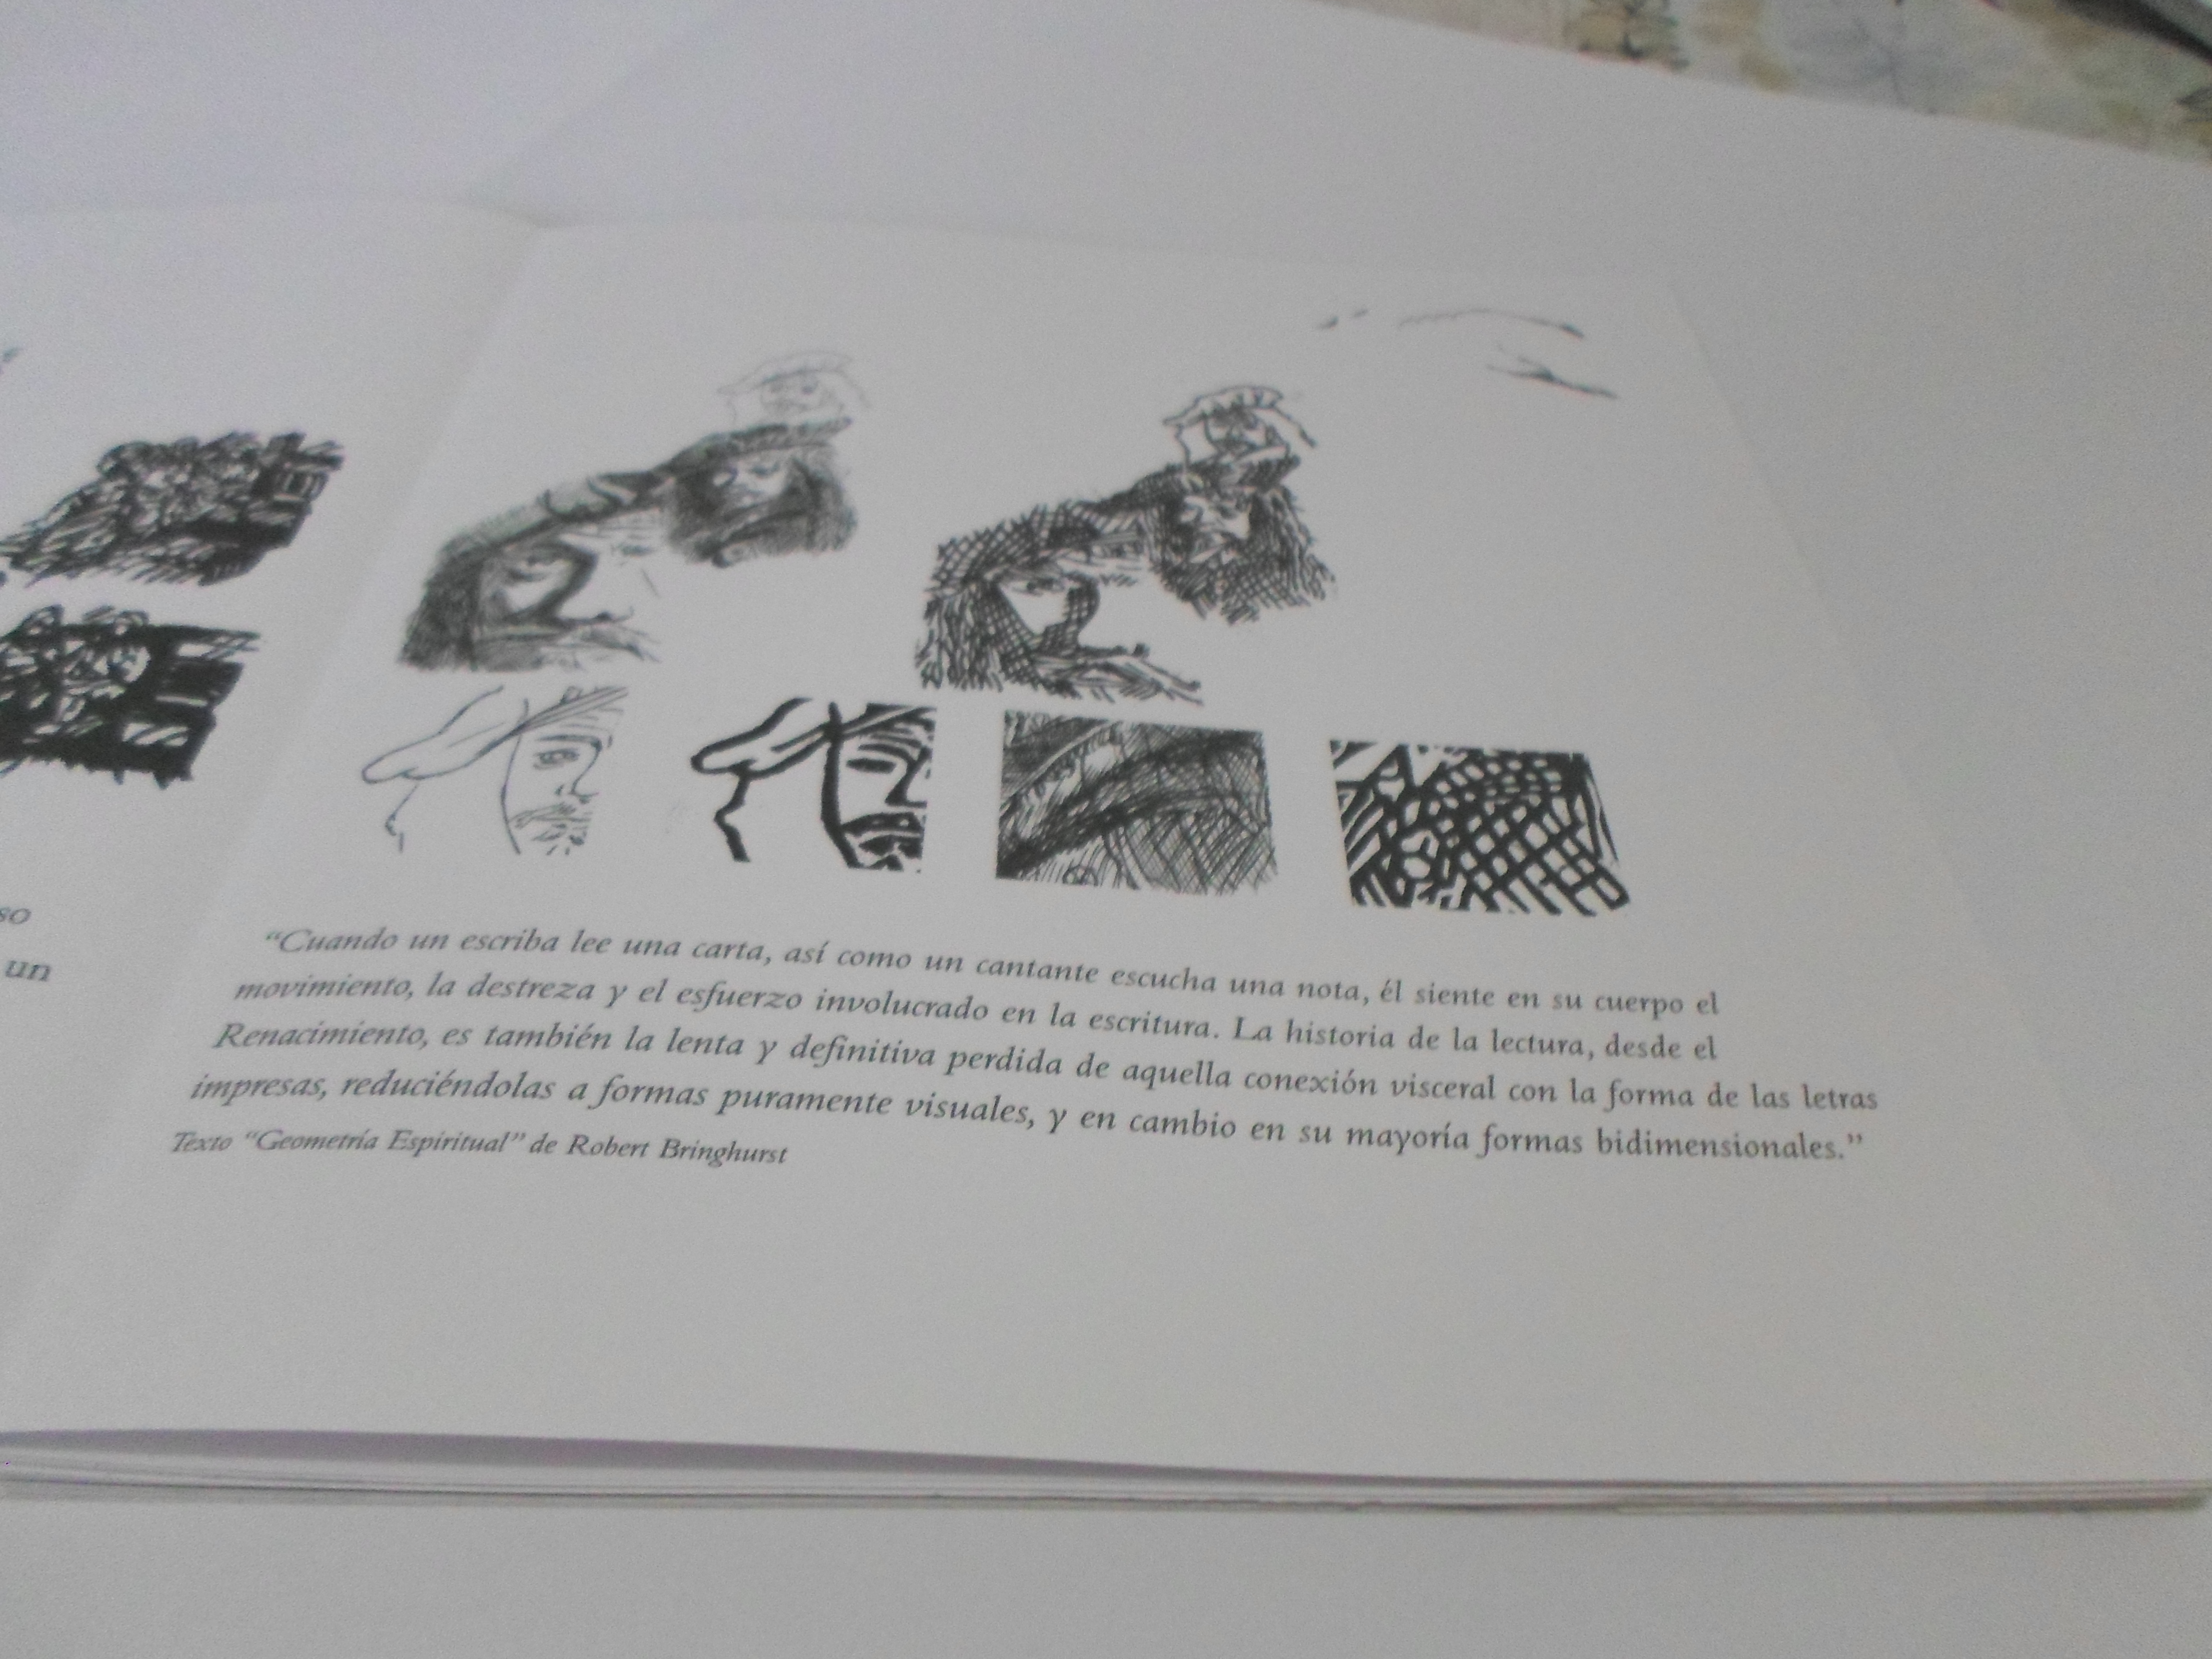 so
un
“Cuando un escriba lee una carta, así como un cantante escucha una nota, él siente en su cuerpo el
movimiento, la destreza y el esfuerzo involucrado en la escritura. La historia de la lectura, desde el
Renacimiento, es también la lenta y definitiva perdida de aquella conexión visceral con la forma de las letras
impresas, reduciéndolas a formas puramente visuales, y en cambio en su mayoría formas bidimensionales.”
Texto “Geometría Espiritual” de Robert Bringhurst